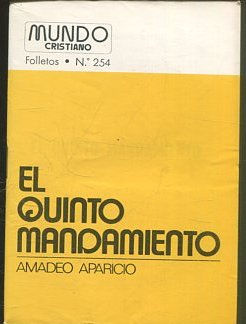 MUNDO
CRISTIANO
Folletos • N.° 254
EL
QUINTO
MANDAMIENTO
AMADEO APARICIO